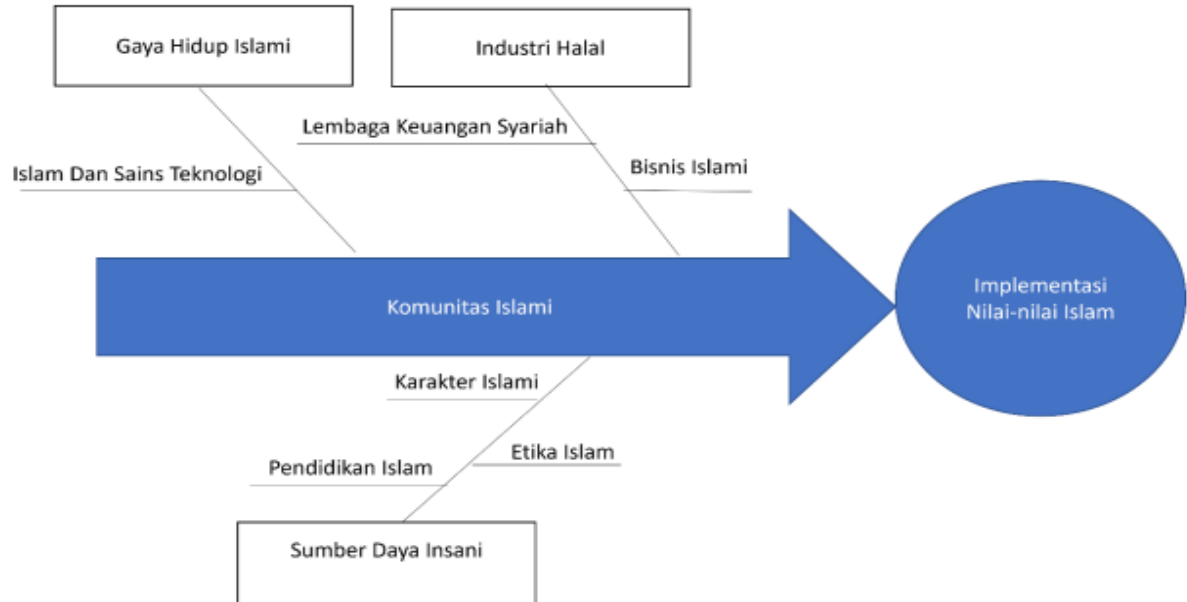 Gaya Hidup Islami
Industri Halal
Lembaga Keuangan Syariah
Islam Dan Sains Teknologi
Bisnis Islami
Komunitas Islami
Implementasi
Nilai-nilai Islam
Karakter Islami
Etika Islam
Pendidikan Islam
Sumber Daya Insani